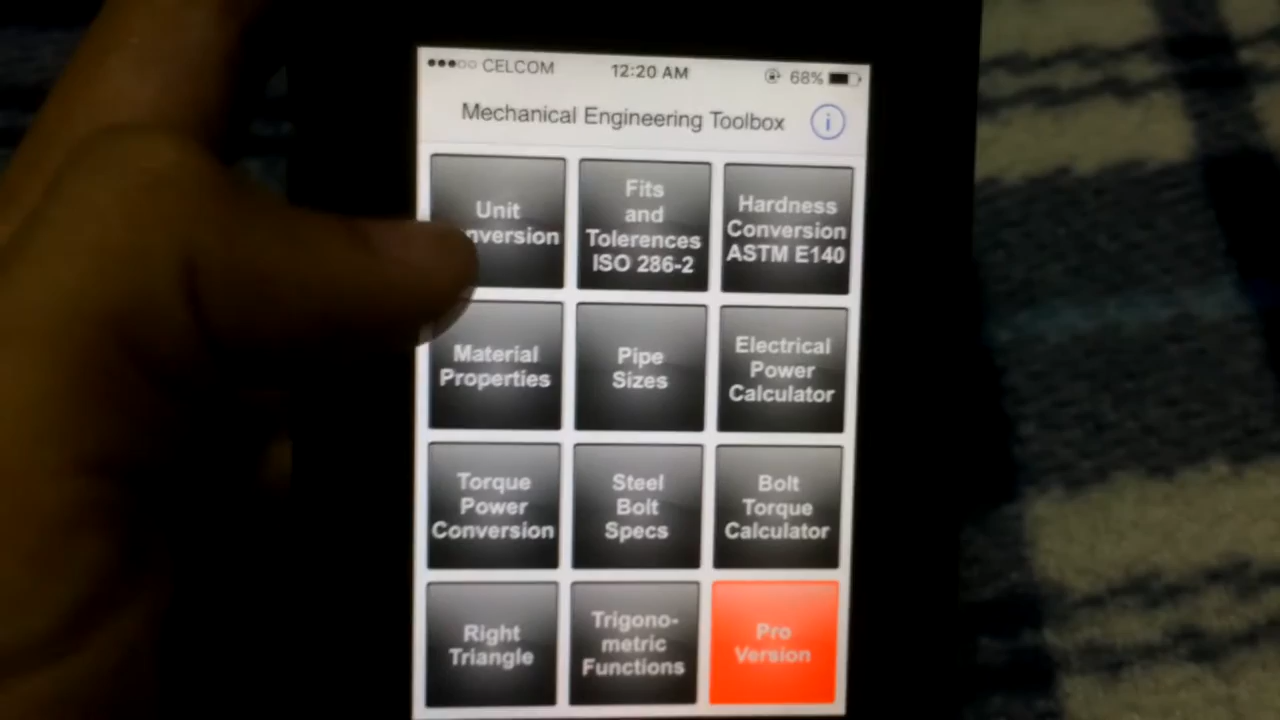 CELCOM 12:20 AM 68%
Mechanical Engineering Toolbox i
Unit
nversion
Fits
and
Tolerences
ISO 286-2
Hardness
Conversion
ASTM E140
Material
Properties
Pipe
Sizes
Electrical
Power
Calculator
Torque
Power
Conversion
Steel
Bolt
Specs
Bolt
Torque
Calculator
Right
Triangle
Trigono-
metric
Functions
Pro
Version